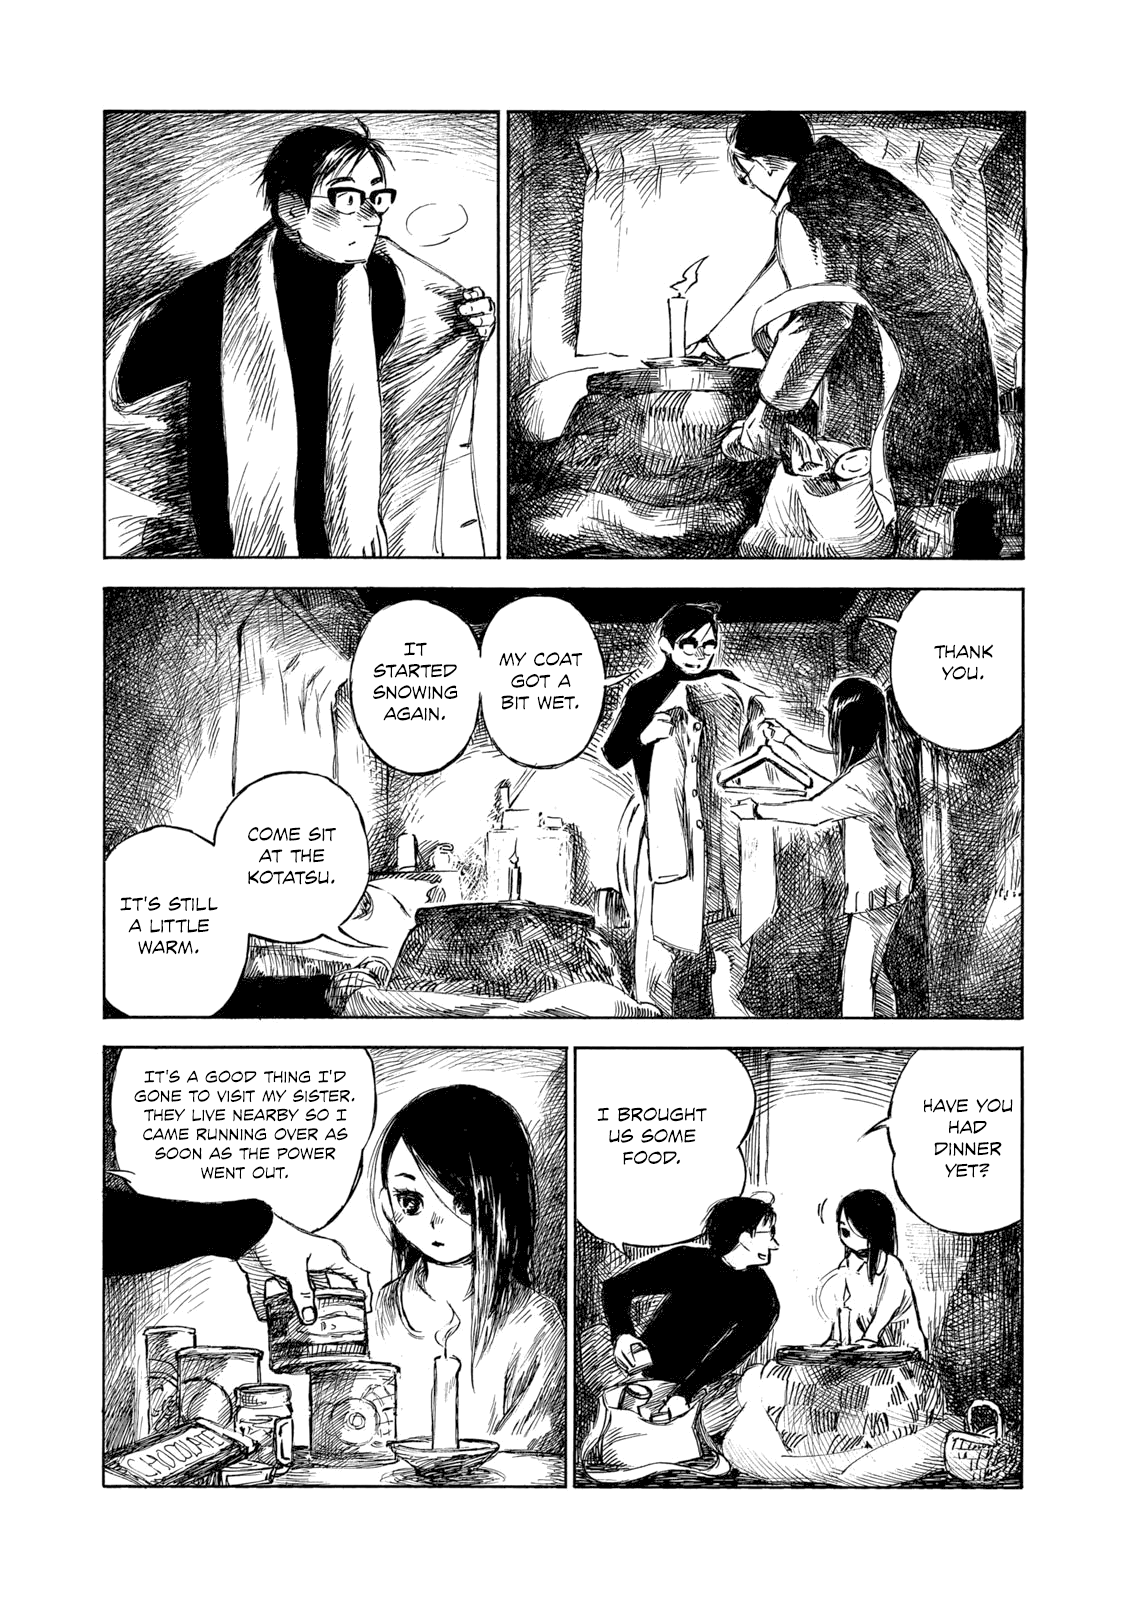 THANK
YOU.
MY COAT
GOT A
BIT WET.
IT
STARTED
SNOWING
AGAIN.
COME SIT
AT THE
KOTATSU.
IT'S STILL
A LITTLE
WARM.
HAVE YOU
HAD
DINNER
YET?
I BROUGHT
US SOME
FOOD.
IT'S A GOOD THING I'D
GONE TO VISIT MY SISTER.
THEY LIVE NEARBY SO I
CAME RUNNING OVER AS
SOON AS THE POWER
WENT OUT.
CHOCOLATE